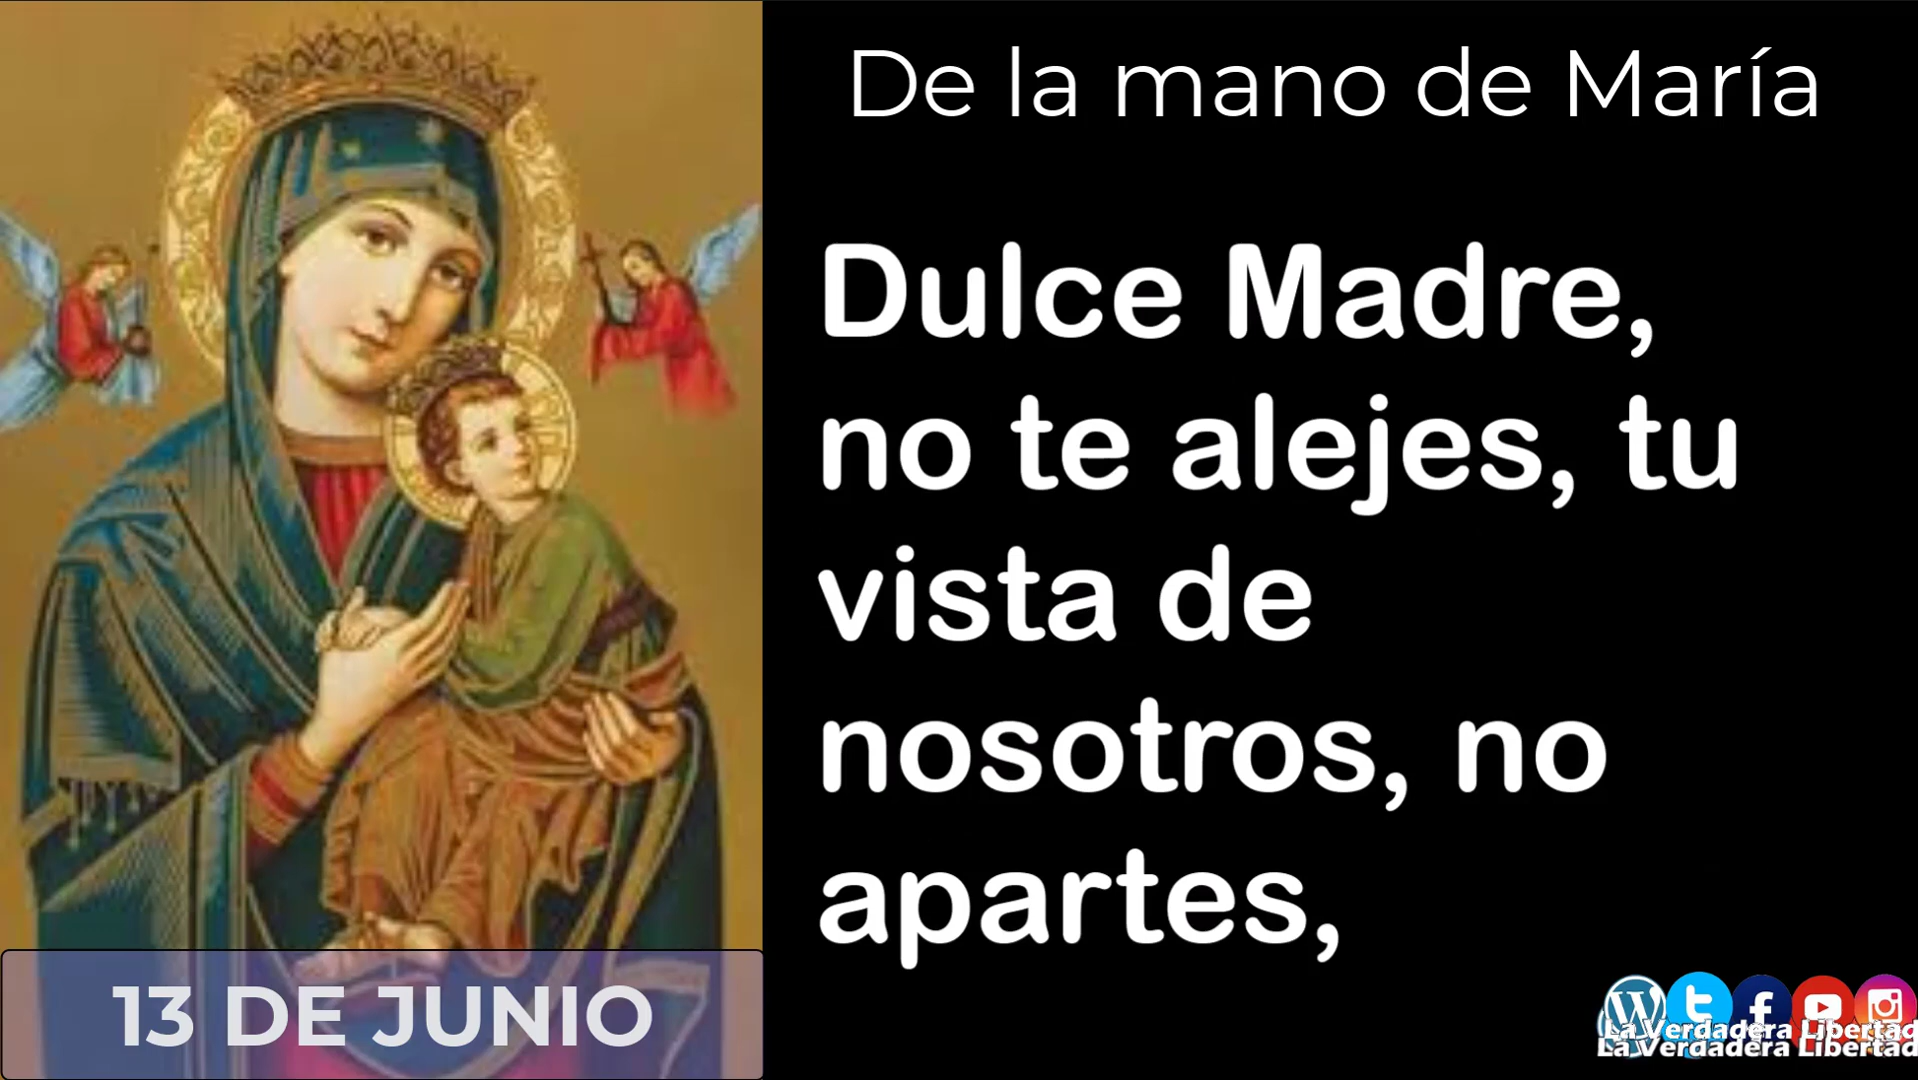 De la mano de María
Dulce Madre,
no te alejes, tu
vista de
nosotros, no
apartes,
13 DE JUNIO
La Verdadera Libertad
La Verdadera Libertad